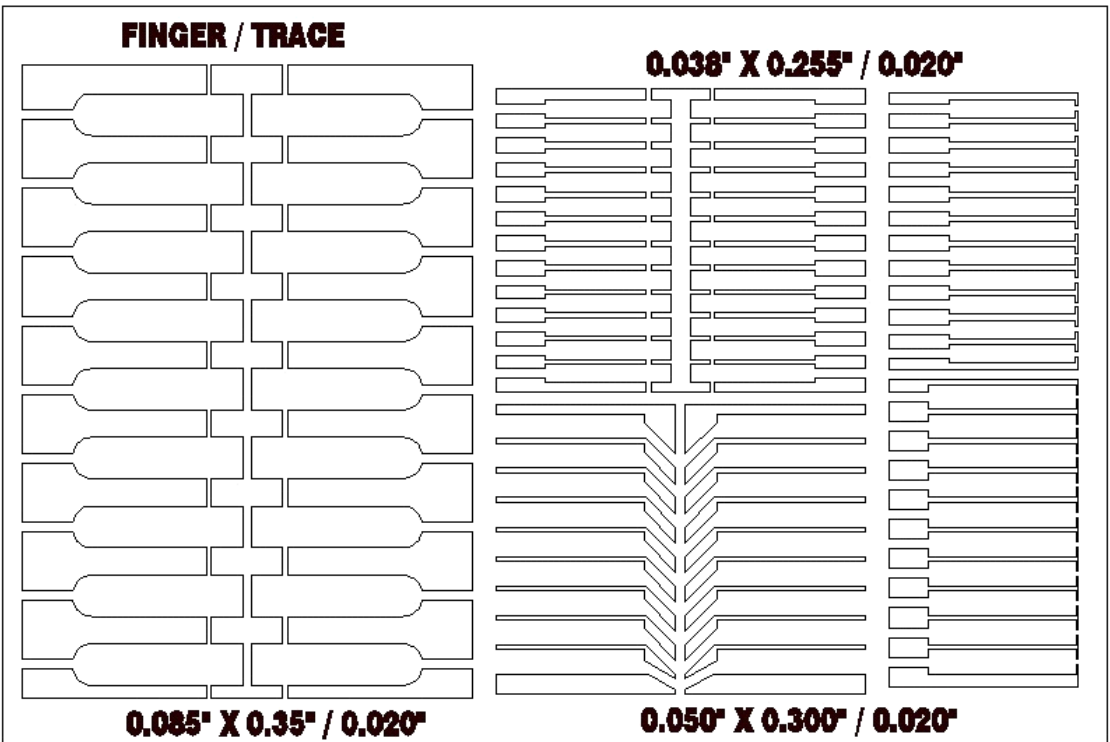 FINGER / TRACE
0.038" X 0.255" / 0.020"
0.085" X 0.35" / 0.020"
0.050" X 0.300" / 0.020"